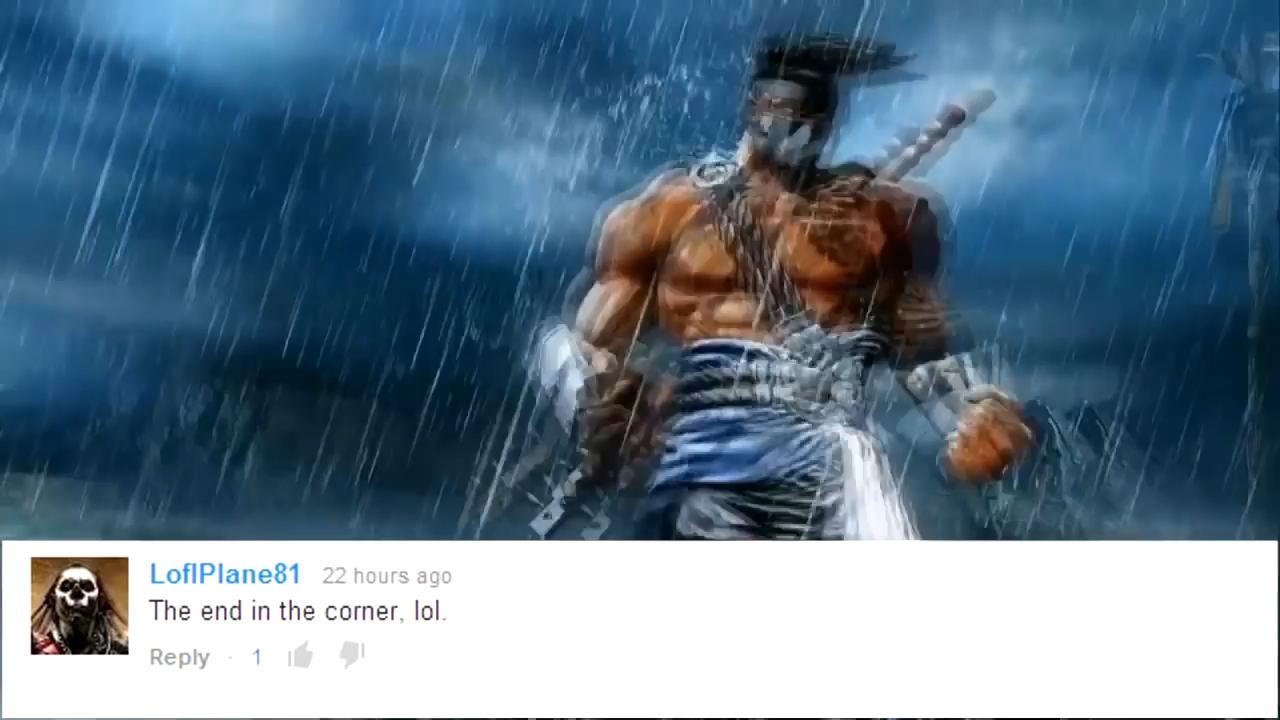 LoflPlane81 22 hours ago
The end in the corner, lol.
Reply · 1